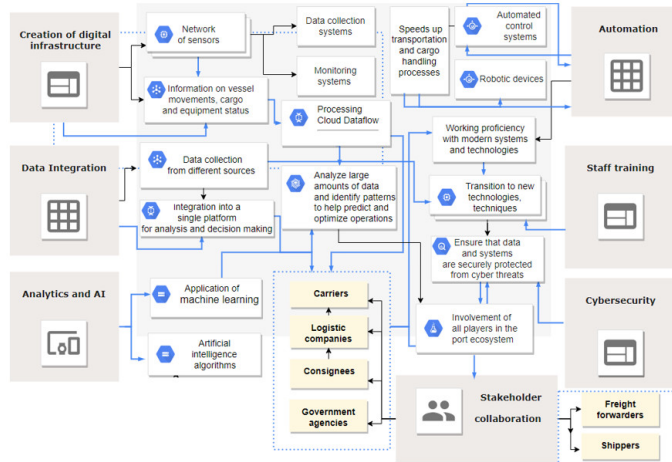 Creation of digital
infrastructure
Network
of sensors
Data collection
systems
Monitoring
systems
Information on vessel
movements, cargo
and equipment status
Processing
Cloud Dataflow
Speeds up
transportation
and cargo
handling
processes
Automated
control
systems
Robotic devices
Automation
Data Integration
Data collection
from different sources
integration into a
single platform
for analysis and decision making
Analyze large
amounts of data
and identify patterns
to help predict and
optimize operations
Working proficiency
with modern systems
and technologies
Transition to new
technologies,
techniques
Ensure that data
and systems
are securely protected
from cyber threats
Staff training
Analytics and AI
Application of
machine learning
Artificial
intelligence
algorithms
Carriers
Logistic
companies
Consignees
Government
agencies
Involvement of
all players in the
port ecosystem
Cybersecurity
Stakeholder
collaboration
Freight
forwarders
Shippers